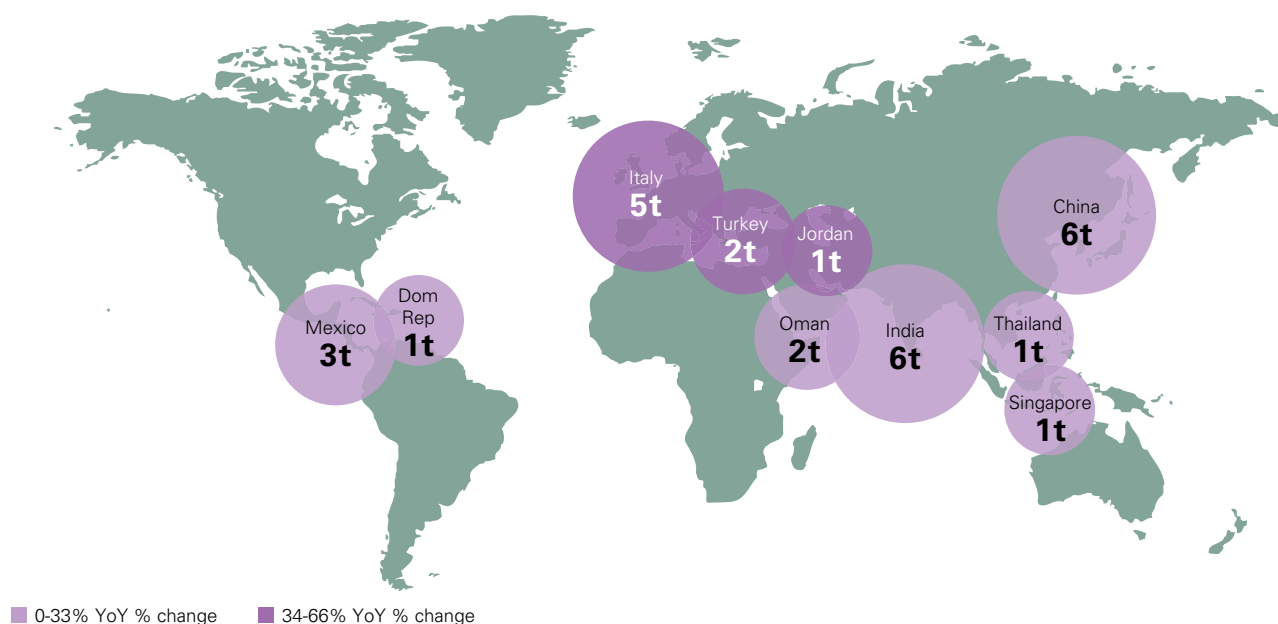 Italy
5t
Turkey
2t
Jordan
1t
China
6t
Dom
Rep
1t
Mexico
3t
Oman
2t
India
6t
Thailand
1t
Singapore
1t
0-33% YoY % change
34-66% YoY % change